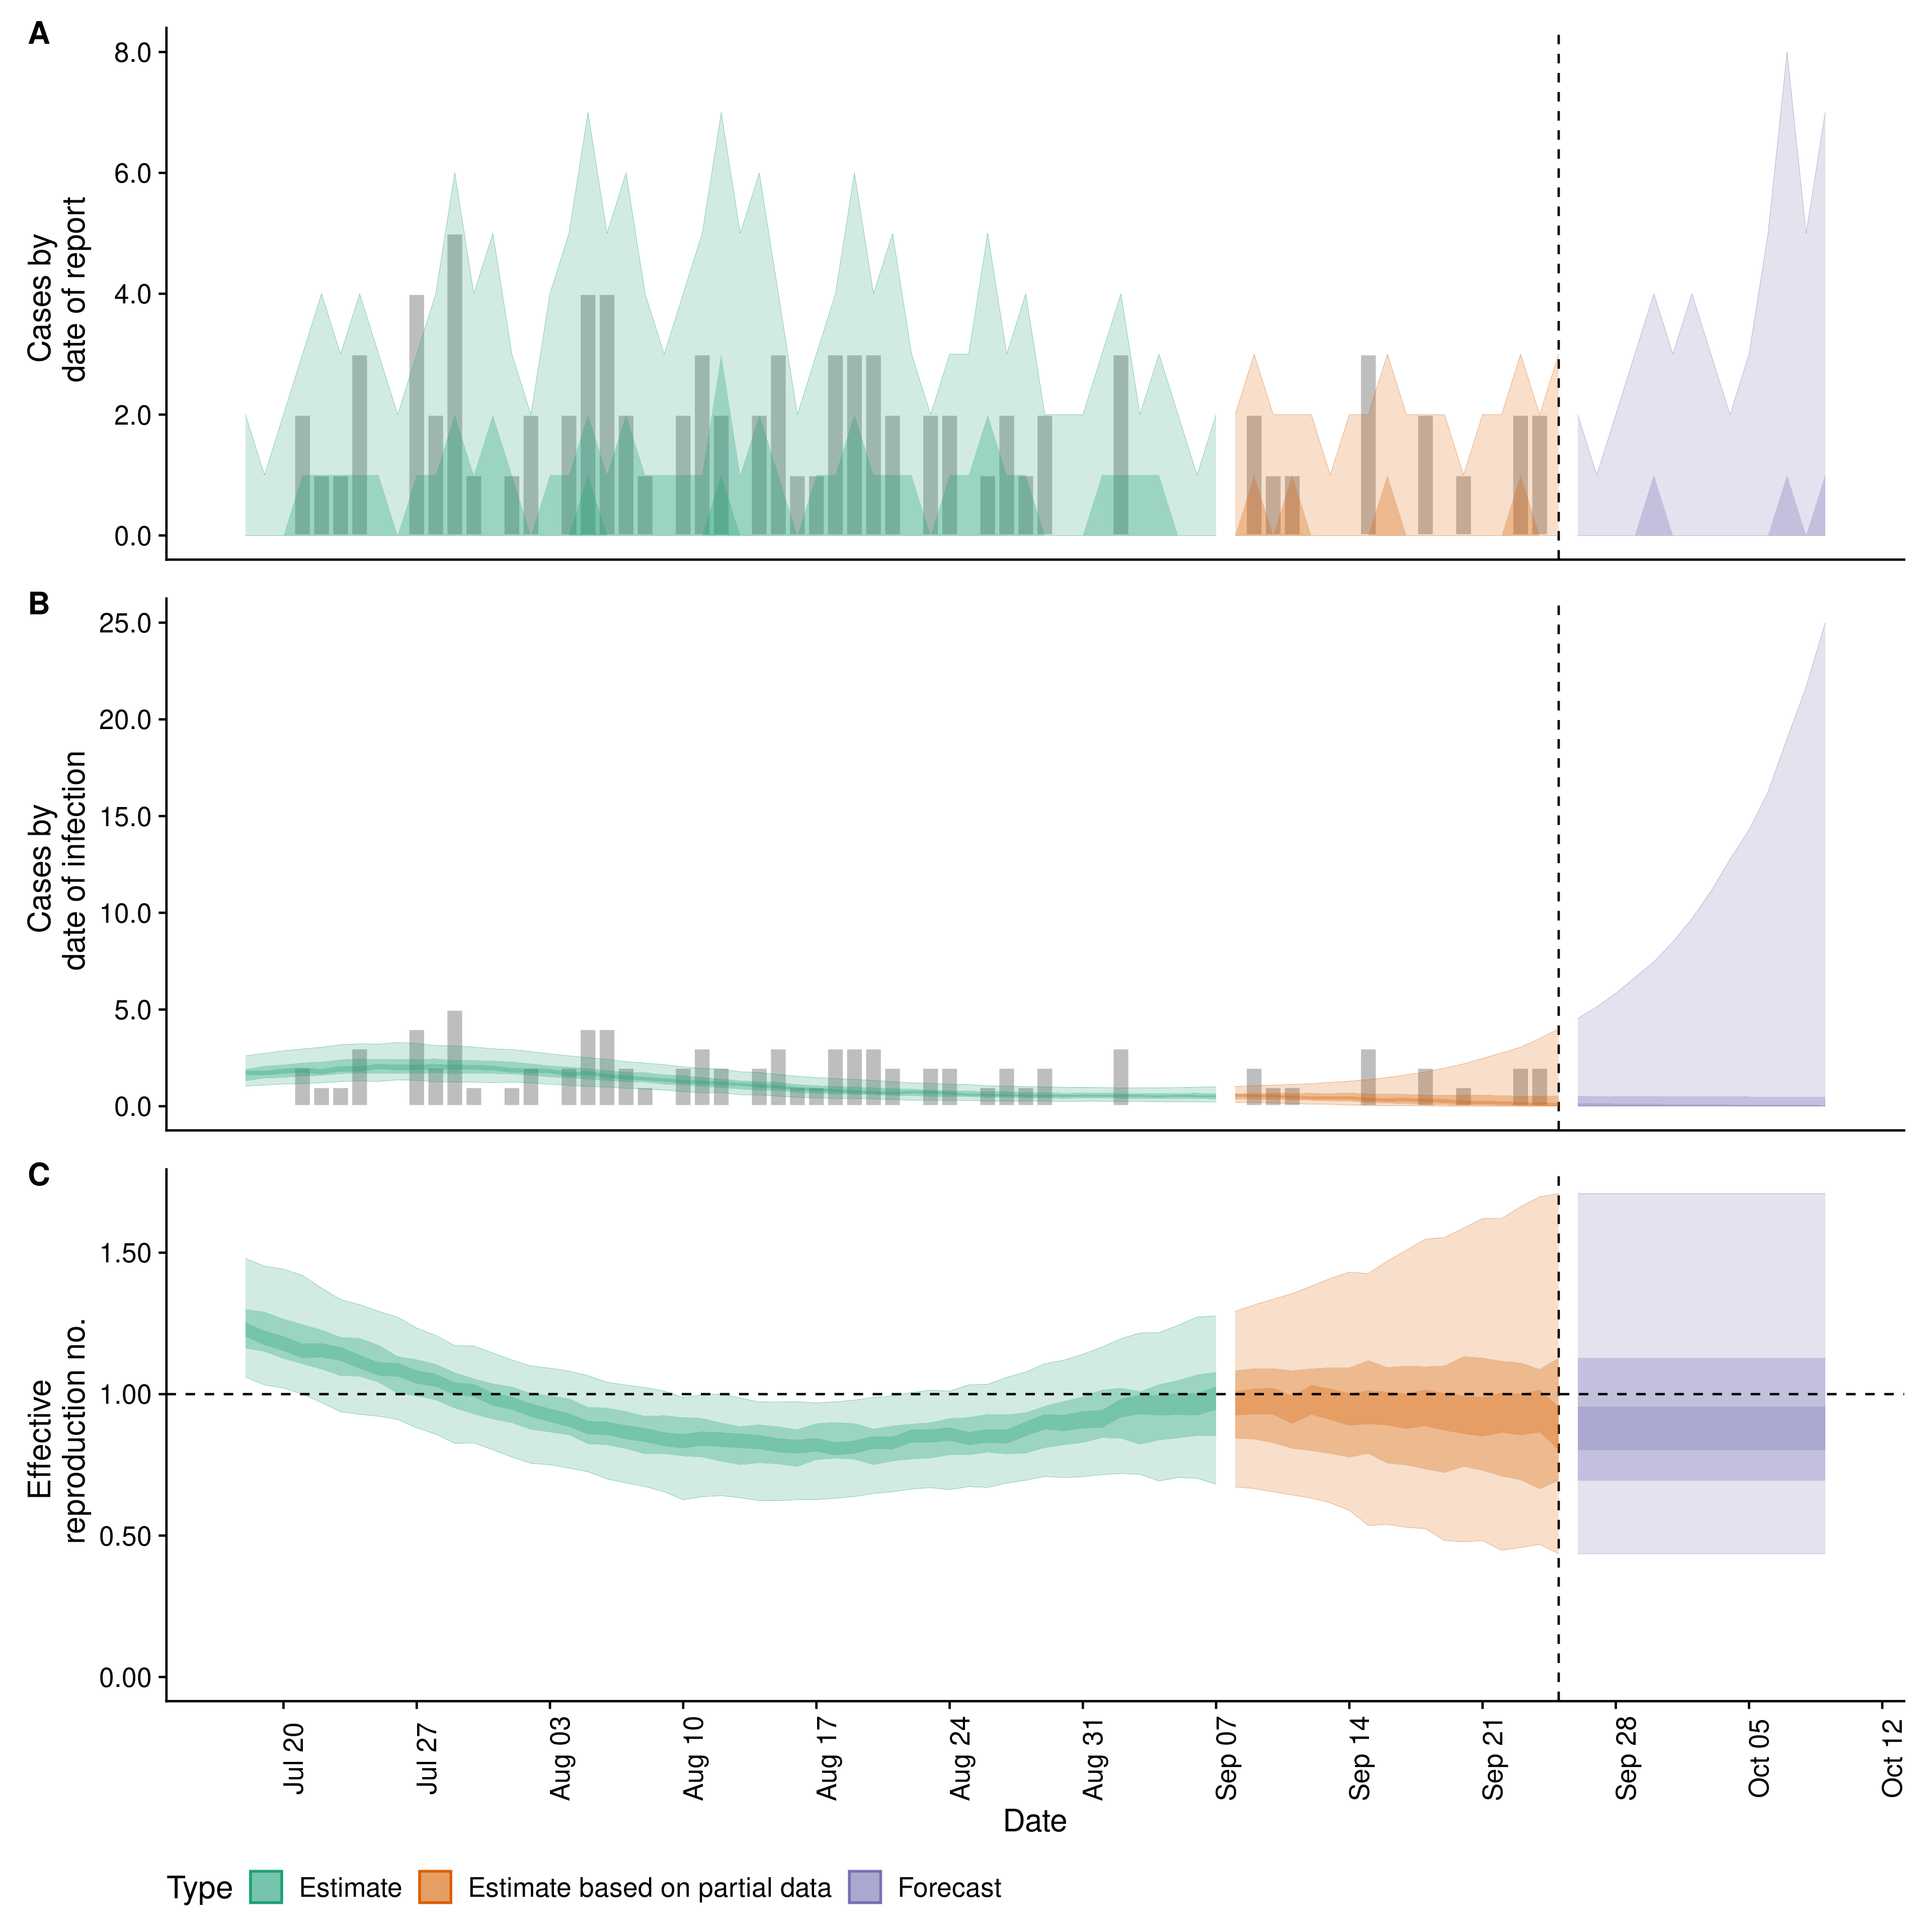 A
8.0
6.0
4.0
2.0
0.0
Cases by
date of report
B
25.0
20.0
15.0
10.0
5.0
0.0
Cases by
date of infection
C
1.50
1.00
0.50
0.00
Effective
reproduction no.
Jul 20
Jul 27
Aug 03
Aug 10
Aug 17
Aug 24
Aug 31
Sep 07
Sep 14
Sep 21
Sep 28
Oct 05
Oct 12
Date
Type Estimate Estimate based on partial data Forecast